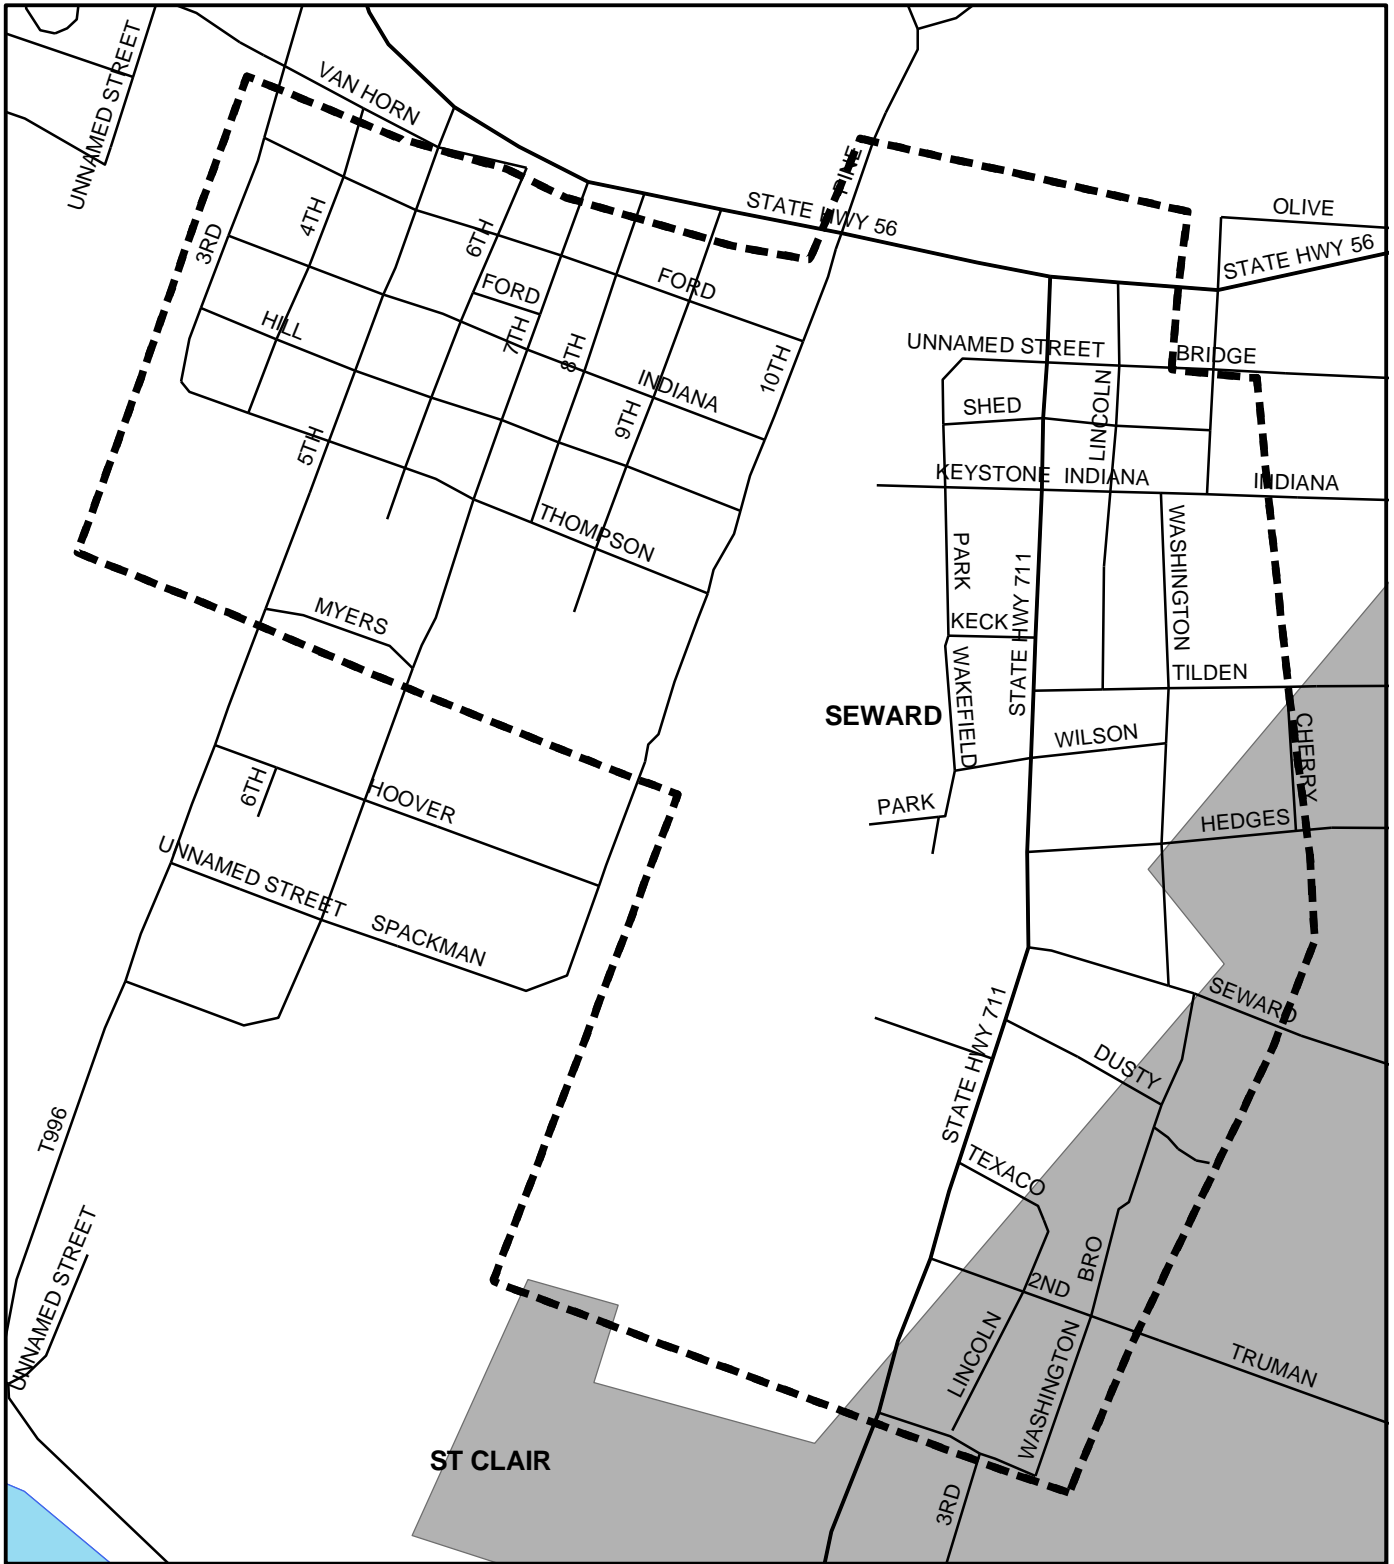 UNNAMED STREET
VAN HORN
PINE
STATE HWY 56
OLIVE
STATE HWY 56
3RD
4TH
6TH
FORD
FORD
HILL
7TH
8TH
INDIANA
10TH
9TH
5TH
UNNAMED STREET
BRIDGE
SHED
LINCOLN
KEYSTONE
INDIANA
INDIANA
THOMPSON
PARK
STATE HWY 711
WASHINGTON
MYERS
KECK
WAKEFIELD
TILDEN
SEWARD
WILSON
CHERRY
6TH
HOOVER
PARK
HEDGES
UNNAMED STREET
SPACKMAN
SEWARD
STATE HWY 711
DUSTY
T996
TEXACO
UNNAMED STREET
BRO
2ND
LINCOLN
WASHINGTON
TRUMAN
ST CLAIR
3RD